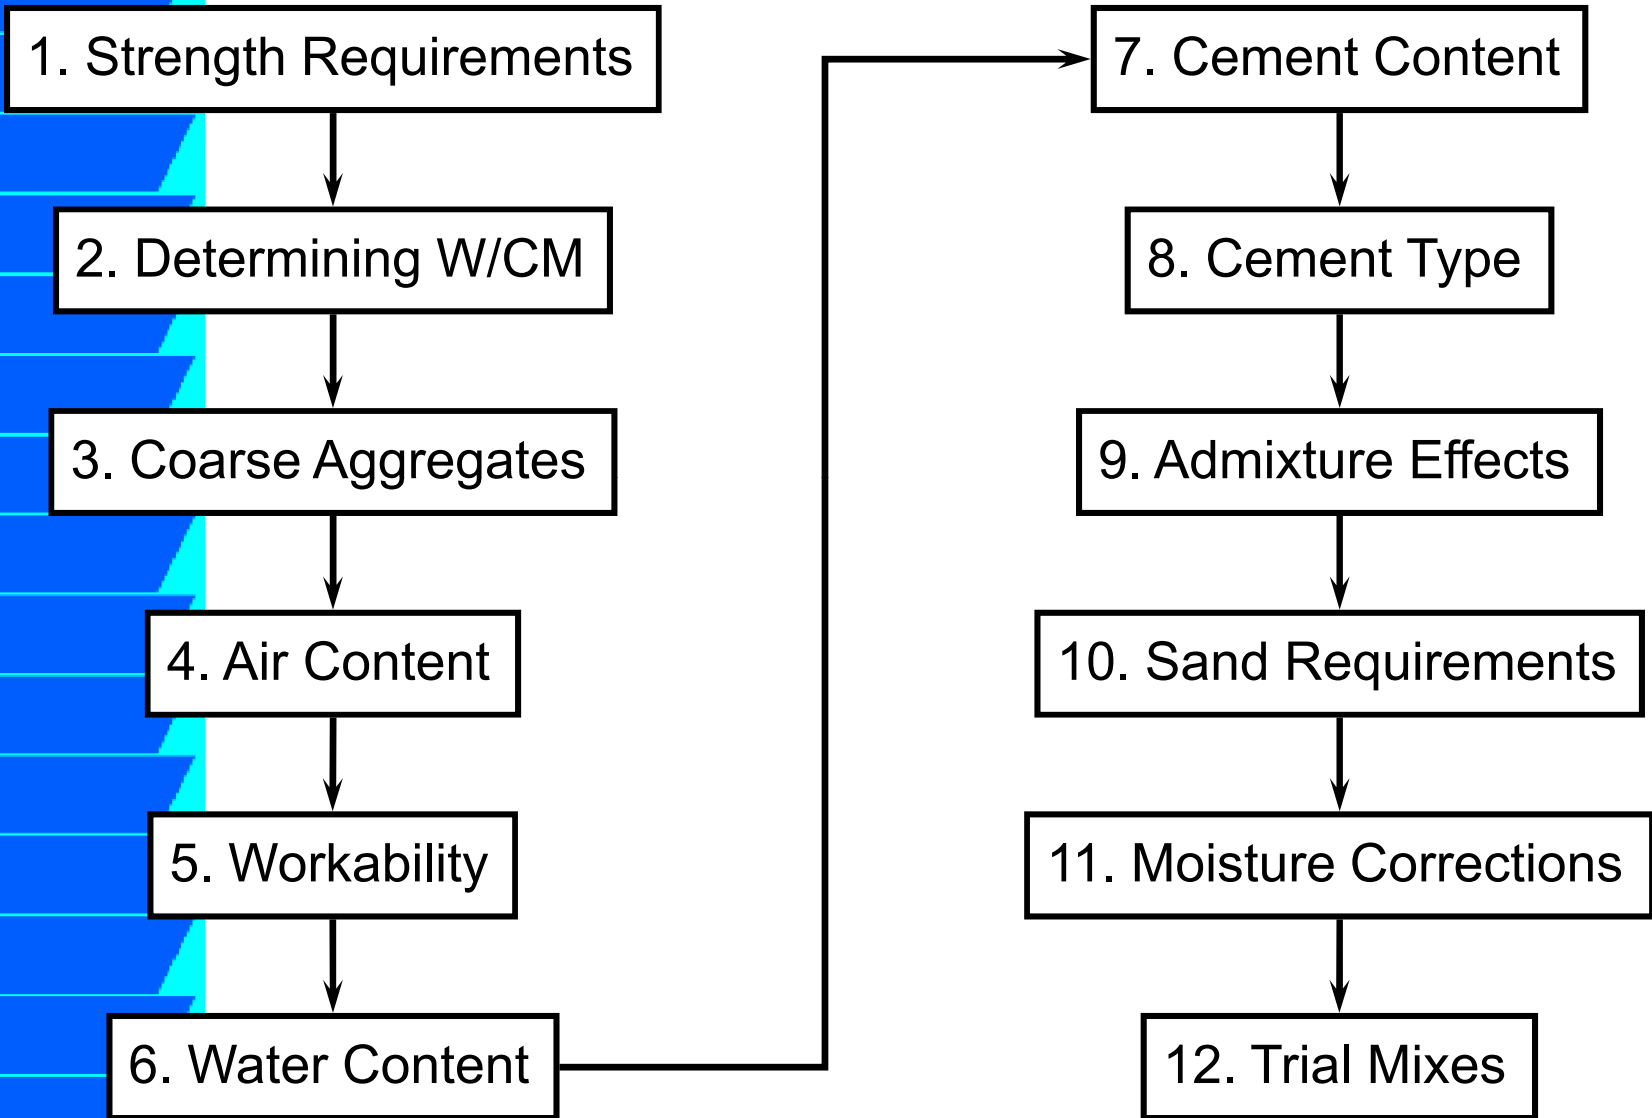 1. Strength Requirements
2. Determining W/CM
3. Coarse Aggregates
4. Air Content
5. Workability
6. Water Content
7. Cement Content
8. Cement Type
9. Admixture Effects
10. Sand Requirements
11. Moisture Corrections
12. Trial Mixes